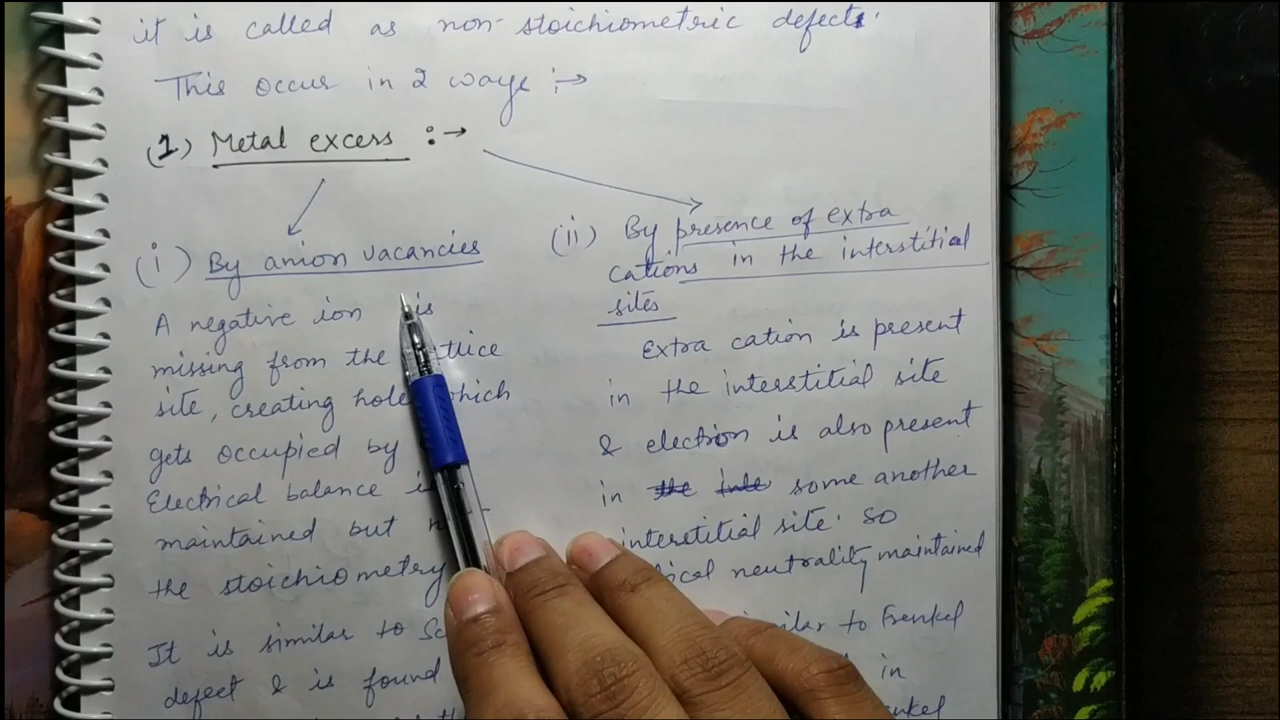 it is called as non-stoichiometric defects.
This occur in 2 ways :→
(1) Metal excess :→
(i) By anion vacancies
A negative ion is
missing from the
site, creating hole which
gets occupied by
Electrical balance
maintained but
the stoichiometry
It is similar to
defect & is found
(ii) By presence of extra
cations in the interstitial
sites
Extra cation is present
in the interstitial site
& electron is also present
in the inte some another
interstitial site. So
neutrality maintained
to Frenkel
in